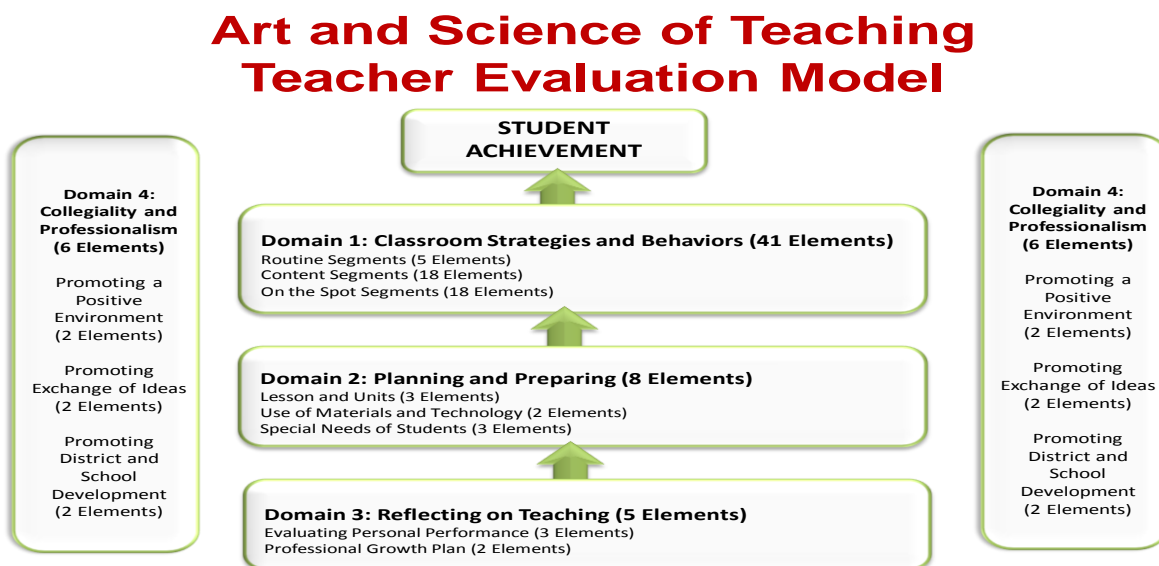 Art and Science of Teaching
Teacher Evaluation Model
STUDENT
ACHIEVEMENT
Domain 4:
Collegiality and
Professionalism
(6 Elements)
Promoting a
Positive
Environment
(2 Elements)
Promoting
Exchange of Ideas
(2 Elements)
Promoting
District and
School
Development
(2 Elements)
Domain 1: Classroom Strategies and Behaviors (41 Elements)
Routine Segments (5 Elements)
Content Segments (18 Elements)
On the Spot Segments (18 Elements)
Domain 2: Planning and Preparing (8 Elements)
Lesson and Units (3 Elements)
Use of Materials and Technology (2 Elements)
Special Needs of Students (3 Elements)
Domain 3: Reflecting on Teaching (5 Elements)
Evaluating Personal Performance (3 Elements)
Professional Growth Plan (2 Elements)
Domain 4:
Collegiality and
Professionalism
(6 Elements)
Promoting a
Positive
Environment
(2 Elements)
Promoting
Exchange of Ideas
(2 Elements)
Promoting
District and
School
Development
(2 Elements)